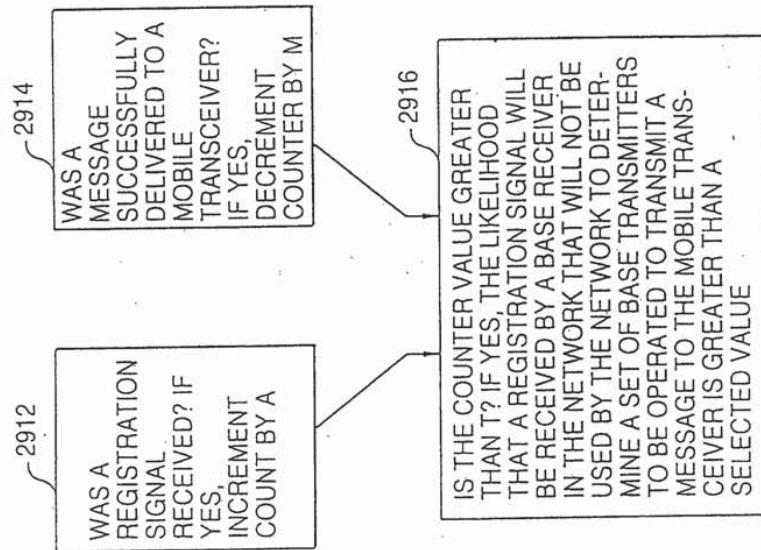 2912
WAS A
REGISTRATION
SIGNAL
RECEIVED? IF
YES,
INCREMENT
COUNT BY A
2914
WAS A
MESSAGE
SUCCESSFULLY
DELIVERED TO A
MOBILE
TRANSCEIVER?
IF YES,
DECREMENT
COUNTER BY M
2916
IS THE COUNTER VALUE GREATER
THAN T? IF YES, THE LIKELIHOOD
THAT A REGISTRATION SIGNAL WILL
BE RECEIVED BY A BASE RECEIVER
IN THE NETWORK THAT WILL NOT BE
USED BY THE NETWORK TO DETER-
MINE A SET OF BASE TRANSMITTERS
TO BE OPERATED TO TRANSMIT A
MESSAGE TO THE MOBILE TRANS-
CEIVER IS GREATER THAN A
SELECTED VALUE